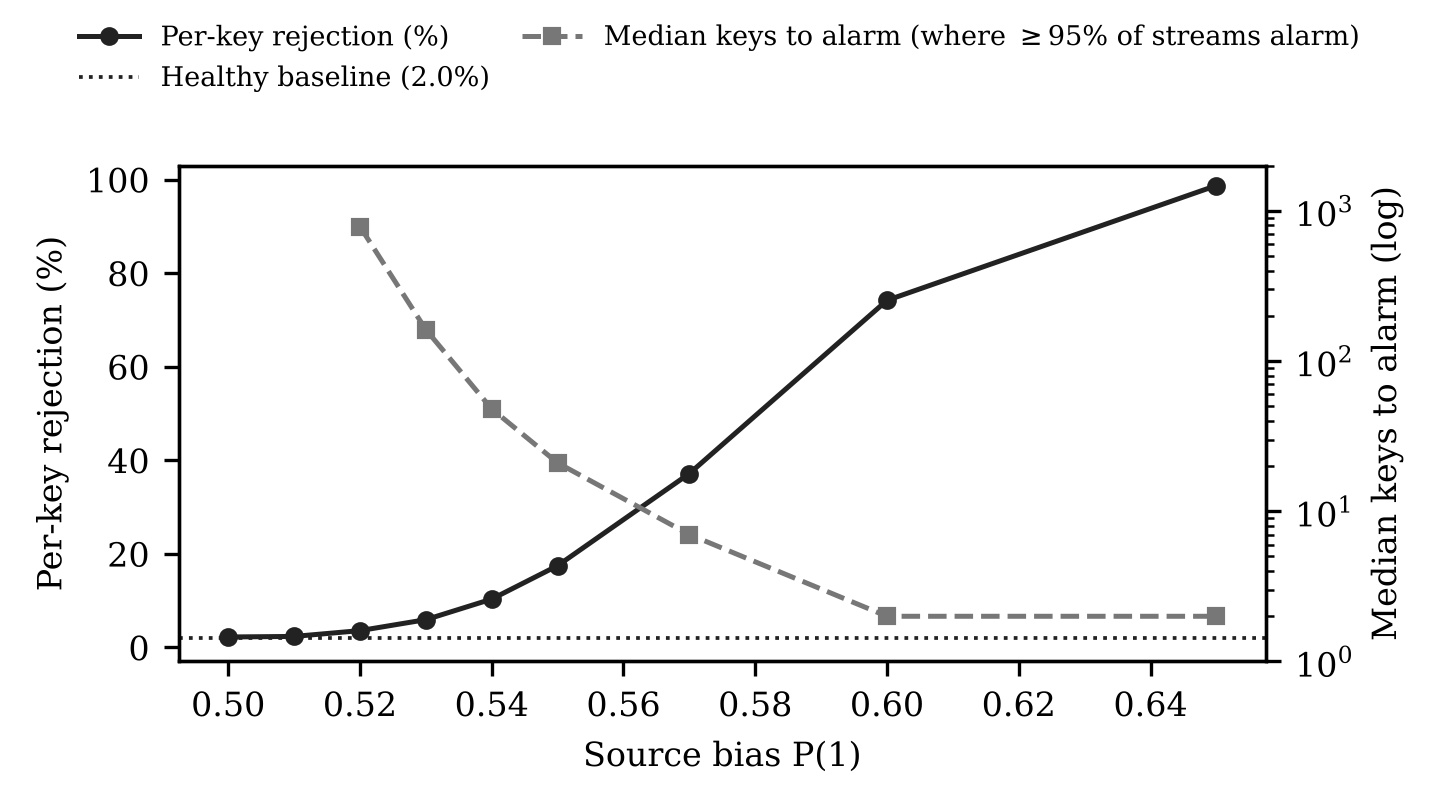 Per-key rejection (%)
Median keys to alarm (where ≥ 95% of streams alarm)
Healthy baseline (2.0%)
Per-key rejection (%)
100
80
60
40
20
0
10³
10²
10¹
10⁰
Median keys to alarm (log)
0.50 0.52 0.54 0.56 0.58 0.60 0.62 0.64
Source bias P(1)